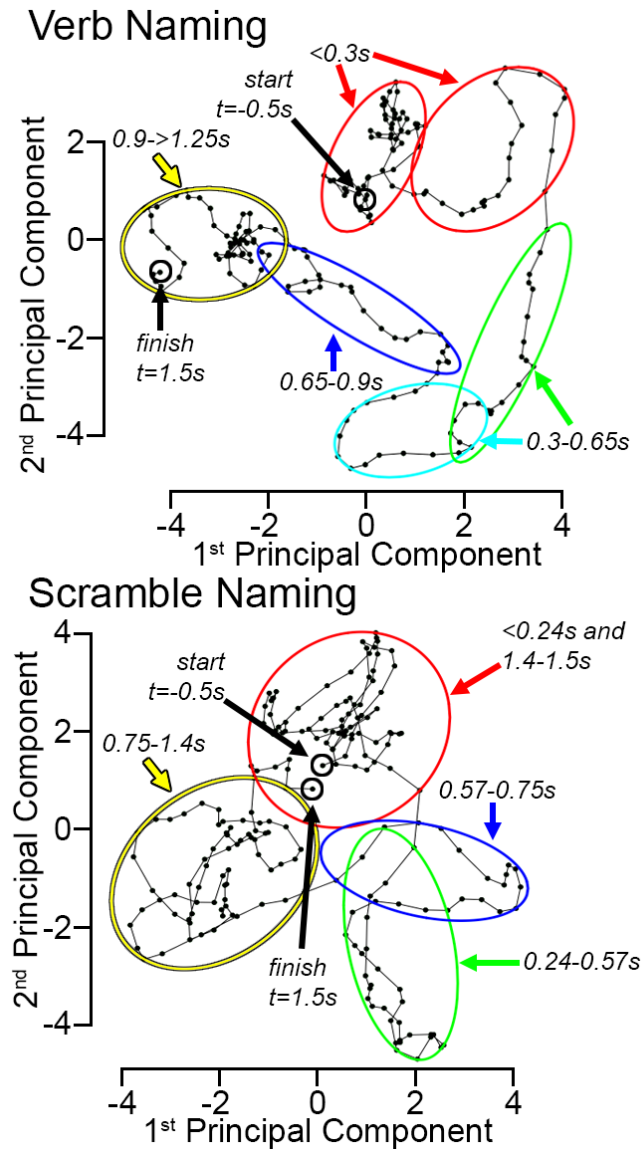 Verb Naming
<0.3s
start
t=-0.5s
0.9->1.25s
2
0
-2
-4
2nd Principal Component
finish
t=1.5s
0.65-0.9s
0.3-0.65s
-4 -2 0 2 4
1st Principal Component
Scramble Naming
4
2
0
-2
-4
2nd Principal Component
<0.24s and
1.4-1.5s
start
t=-0.5s
0.75-1.4s
0.57-0.75s
finish
t=1.5s
0.24-0.57s
-4 -2 0 2 4
1st Principal Component